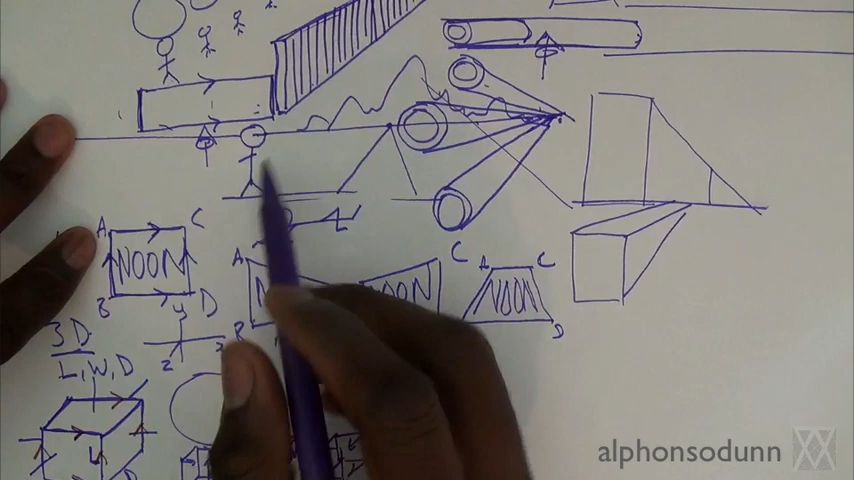 A C
NOON
B D
A C
NOON
B
A C
NOON
D
3D
L, W, D
y
z
alphonsodunn